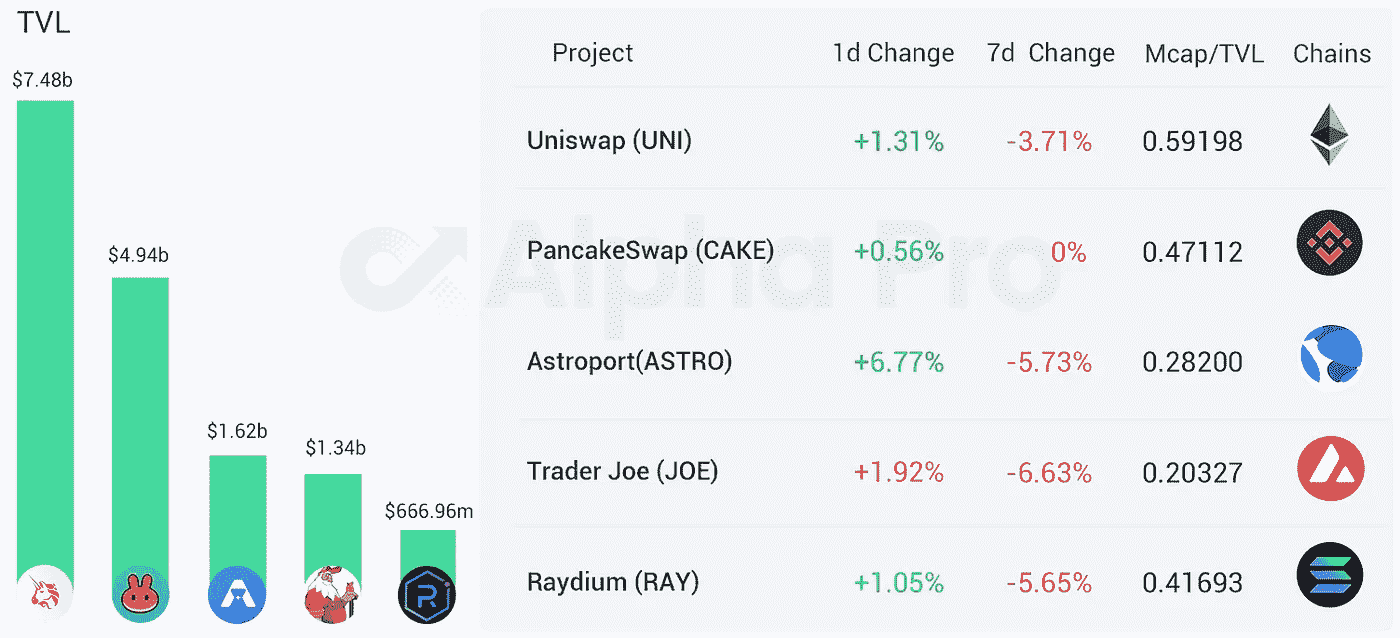 TVL
$7.48b
$4.94b
$1.62b
$1.34b
$666.96m
Project 1d Change 7d Change Mcap/TVL Chains
Uniswap (UNI) +1.31% -3.71% 0.59198
PancakeSwap (CAKE) +0.56% 0% 0.47112
Alpha Pro
Astroport(ASTRO) +6.77% -5.73% 0.28200
Trader Joe (JOE) +1.92% -6.63% 0.20327
Raydium (RAY) +1.05% -5.65% 0.41693